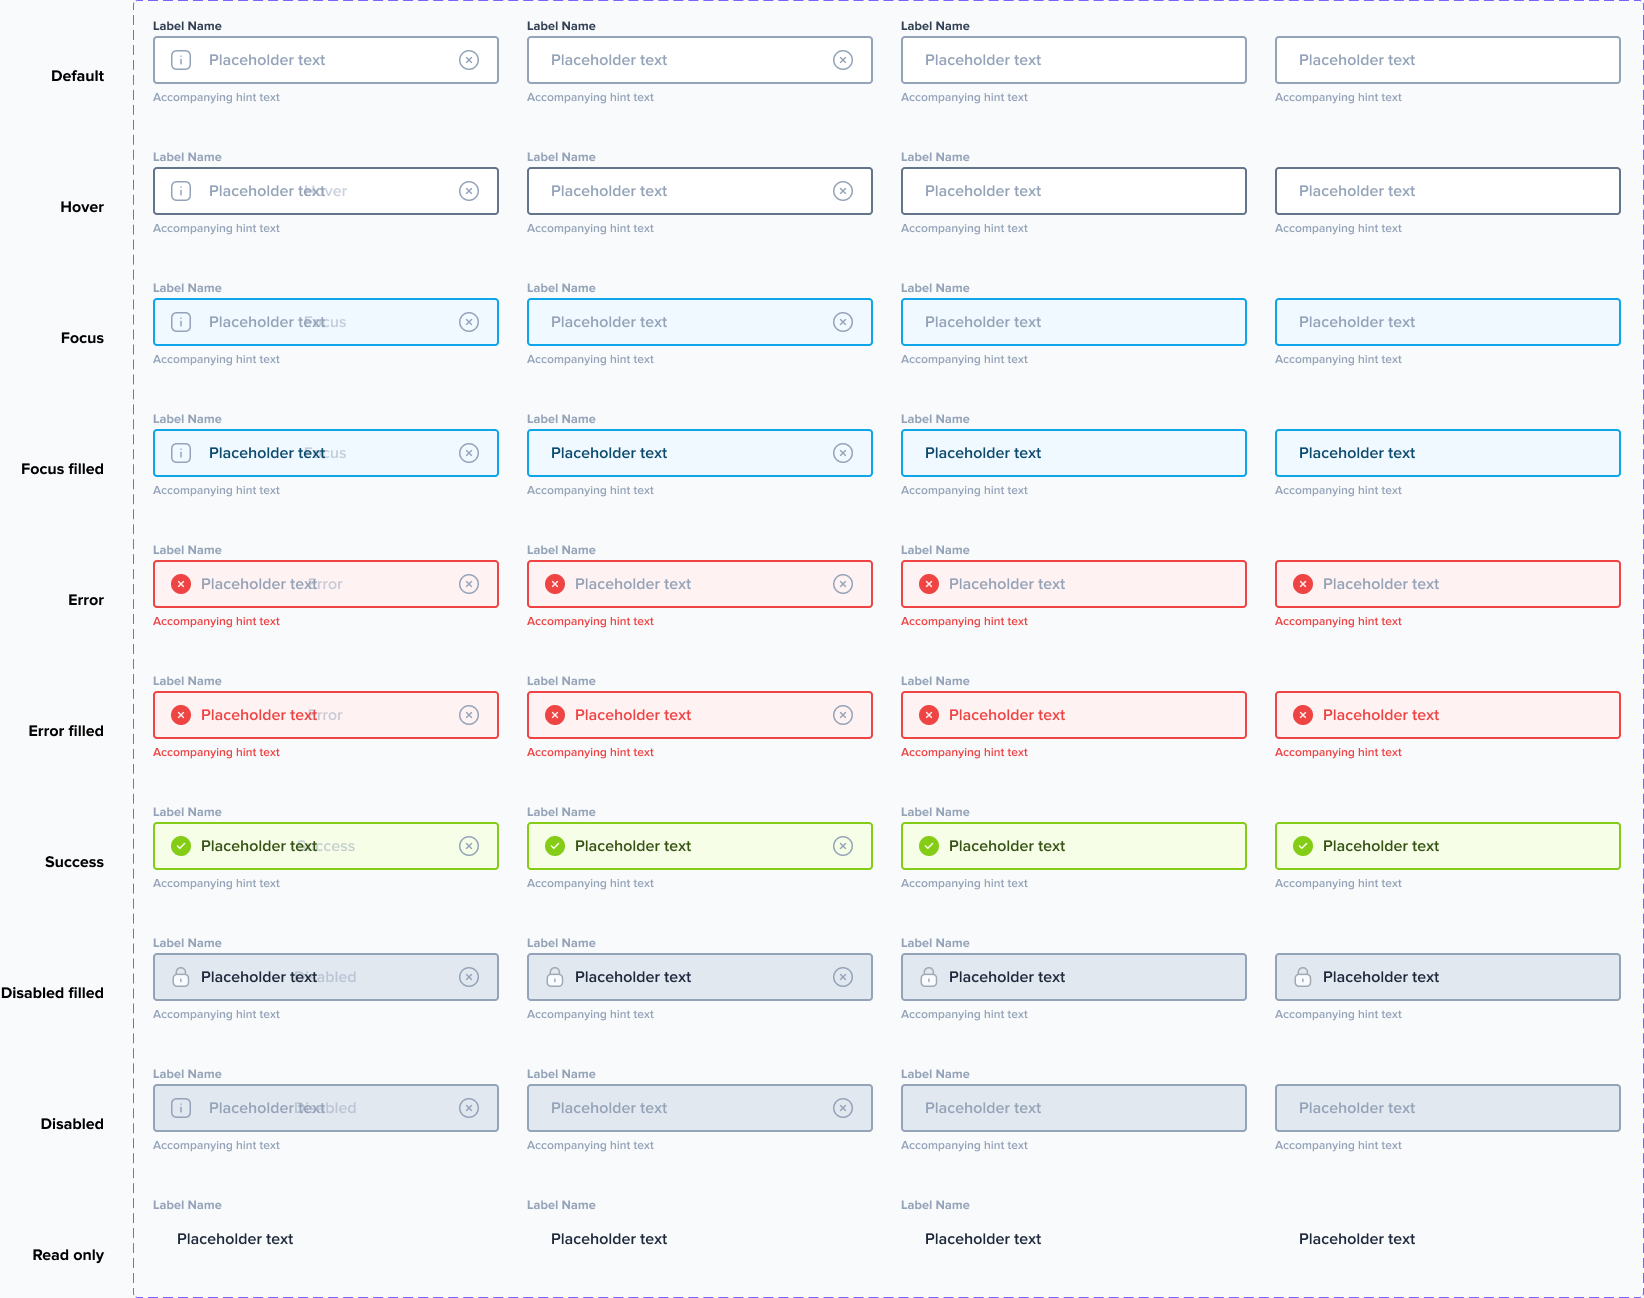 Label Name Label Name Label Name
Default Placeholder text Placeholder text Placeholder text Placeholder text
Accompanying hint text Accompanying hint text Accompanying hint text Accompanying hint text
Label Name Label Name Label Name
Hover Placeholder text Hover Placeholder text Placeholder text Placeholder text
Accompanying hint text Accompanying hint text Accompanying hint text Accompanying hint text
Label Name Label Name Label Name
Focus Placeholder text Focus Placeholder text Placeholder text Placeholder text
Accompanying hint text Accompanying hint text Accompanying hint text Accompanying hint text
Label Name Label Name Label Name
Focus filled Placeholder text Focus Placeholder text Placeholder text Placeholder text
Accompanying hint text Accompanying hint text Accompanying hint text Accompanying hint text
Label Name Label Name Label Name
Error Placeholder text Error Placeholder text Placeholder text Placeholder text
Accompanying hint text Accompanying hint text Accompanying hint text Accompanying hint text
Label Name Label Name Label Name
Error filled Placeholder text Error Placeholder text Placeholder text Placeholder text
Accompanying hint text Accompanying hint text Accompanying hint text Accompanying hint text
Label Name Label Name Label Name
Success Placeholder text Success Placeholder text Placeholder text Placeholder text
Accompanying hint text Accompanying hint text Accompanying hint text Accompanying hint text
Label Name Label Name Label Name
Disabled filled Placeholder text Disabled Placeholder text Placeholder text Placeholder text
Accompanying hint text Accompanying hint text Accompanying hint text Accompanying hint text
Label Name Label Name Label Name
Disabled Placeholder text Disabled Placeholder text Placeholder text Placeholder text
Accompanying hint text Accompanying hint text Accompanying hint text Accompanying hint text
Label Name Label Name Label Name
Read only Placeholder text Placeholder text Placeholder text Placeholder text